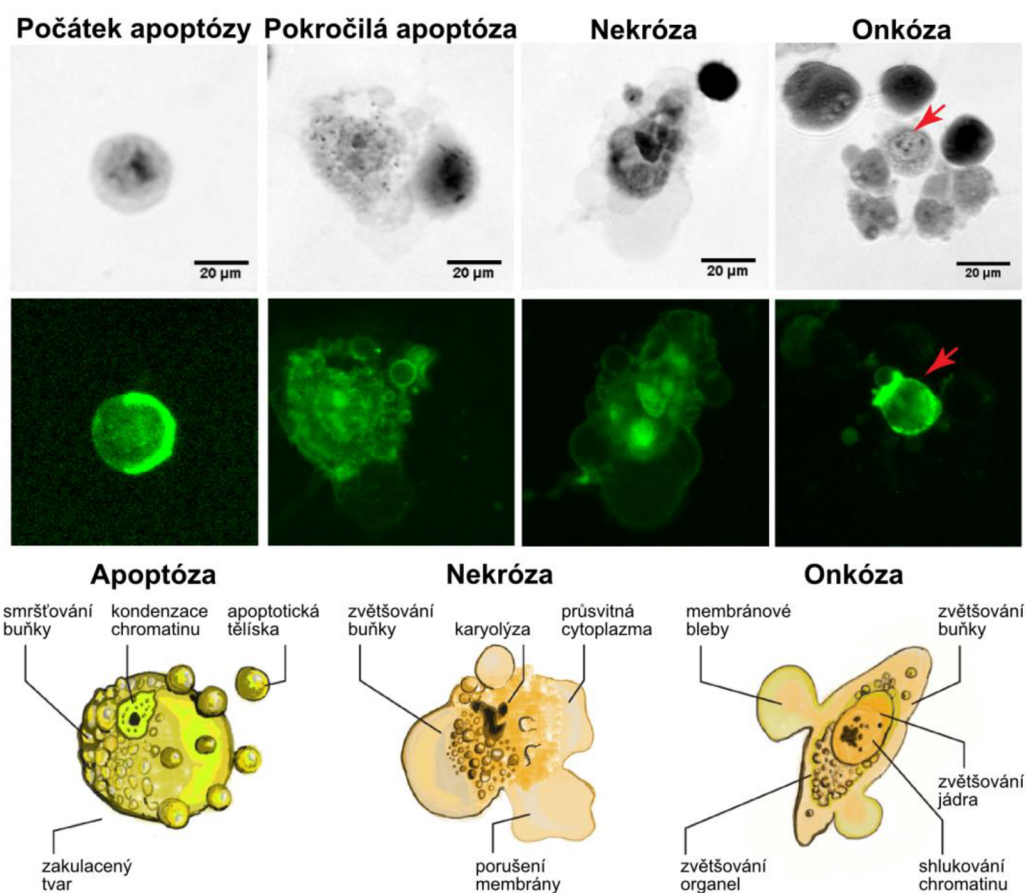 Počátek apoptózy
Pokročilá apoptóza
Nekróza
Onkóza
20 µm
20 µm
20 µm
20 µm
Apoptóza
smršťování
buňky
kondenzace
chromatinu
apoptotická
tělíska
zakulacený
tvar
Nekróza
zvětšování
buňky
karyolýza
průsvitná
cytoplazma
porušení
membrány
Onkóza
membránové
bleby
zvětšování
buňky
zvětšování
jádra
zvětšování
organel
shlukování
chromatinu